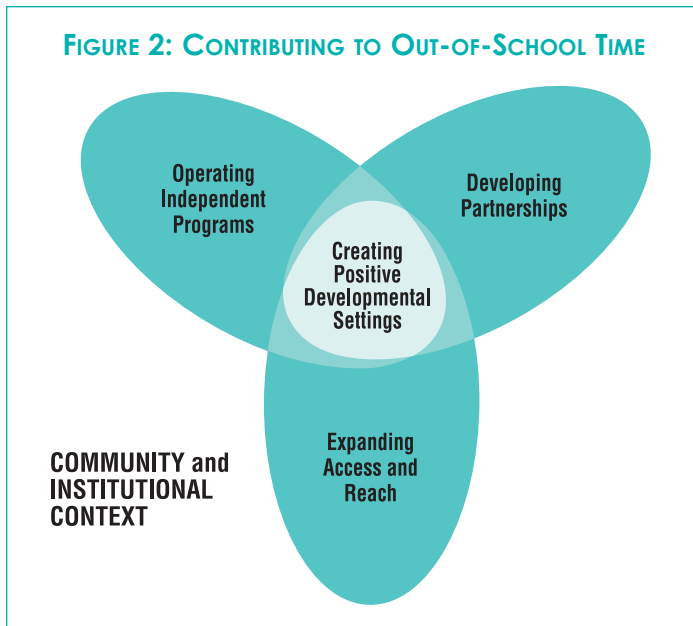 FIGURE 2: CONTRIBUTING TO OUT-OF-SCHOOL TIME
Operating
Independent
Programs
Developing
Partnerships
Creating
Positive
Developmental
Settings
Expanding
Access and
Reach
COMMUNITY and
INSTITUTIONAL
CONTEXT